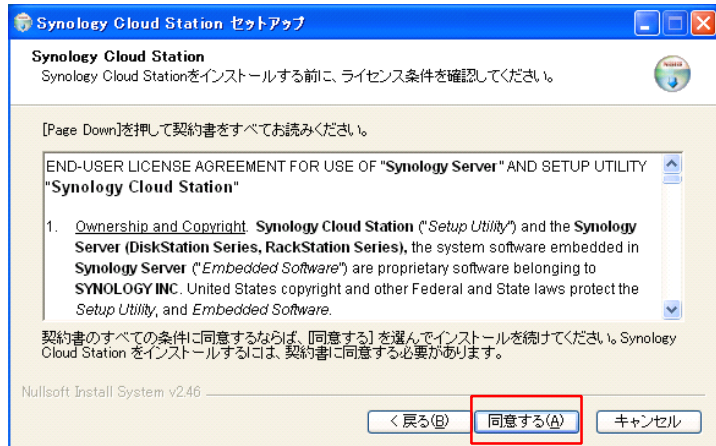 Synology Cloud Station セットアップ
Synology Cloud Station
Synology Cloud Stationをインストールする前に、ライセンス条件を確認してください。
[Page Down]を押して契約書をすべてお読みください。
END-USER LICENSE AGREEMENT FOR USE OF "Synology Server" AND SETUP UTILITY
"Synology Cloud Station"
1. Ownership and Copyright. Synology Cloud Station ("Setup Utility") and the Synology
Server (DiskStation Series, RackStation Series), the system software embedded in
Synology Server ("Embedded Software") are proprietary software belonging to
SYNOLOGY INC. United States copyright and other Federal and State laws protect the
Setup Utility, and Embedded Software.
契約書のすべての条件に同意するならば、[同意する] を選んでインストールを続けてください。Synology
Cloud Station をインストールするには、契約書に同意する必要があります。
Nullsoft Install System v2.46
< 戻る(B)
同意する(A)
キャンセル